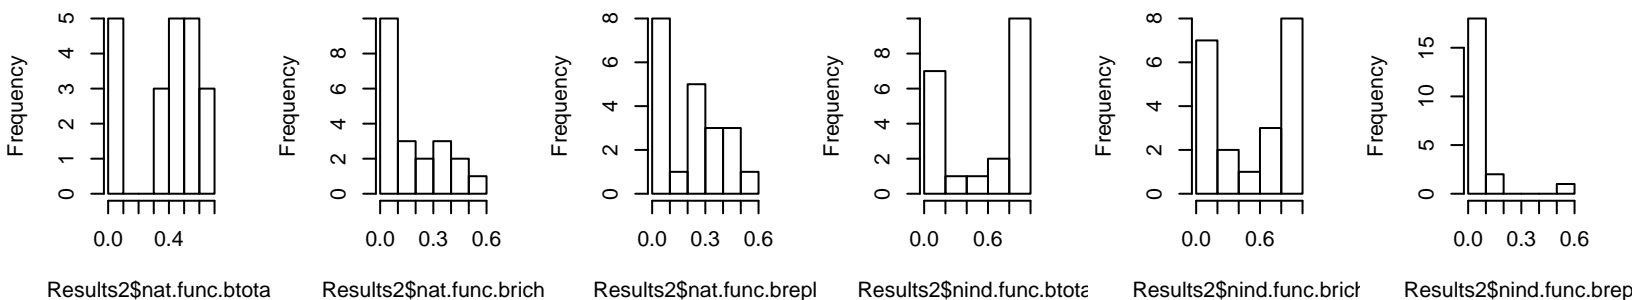 Frequency
0 1 2 3 4 5
0.0 0.4
Results2$nat.func.btota
Frequency
0 2 4 6 8
0.0 0.3 0.6
Results2$nat.func.brich
Frequency
0 2 4 6 8
0.0 0.3 0.6
Results2$nat.func.brepl
Frequency
0 2 4 6 8
0.0 0.6
Results2$nind.func.btota
Frequency
0 2 4 6 8
0.0 0.6
Results2$nind.func.brich
Frequency
0 5 10 15
0.0 0.3 0.6
Results2$nind.func.brep